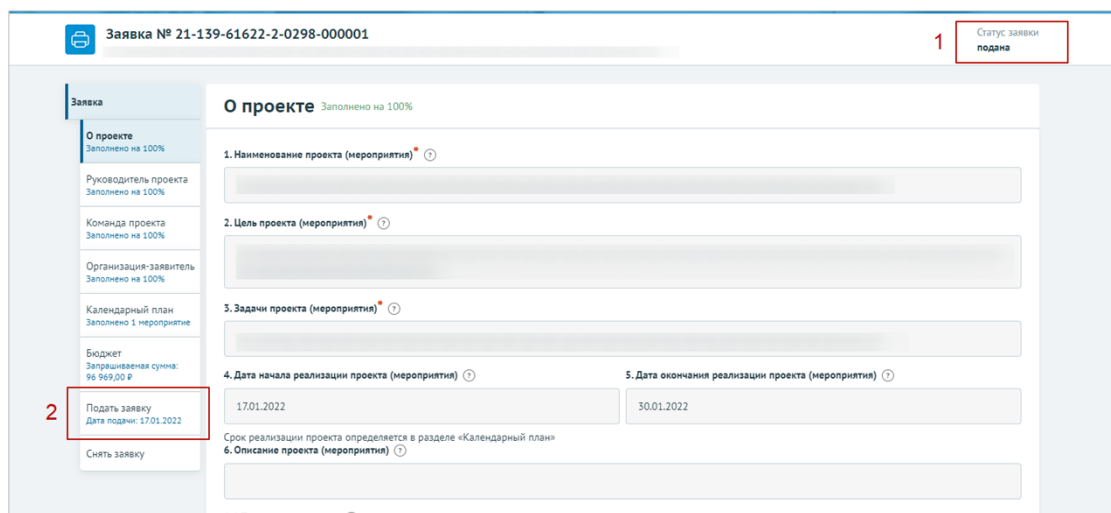 Заявка № 21-139-61622-2-0298-000001
1
Статус заявки
подана
Заявка
О проекте
Заполнено на 100%
Руководитель проекта
Заполнено на 100%
Команда проекта
Заполнено на 100%
Организация-заявитель
Заполнено на 100%
Календарный план
Заполнено 1 мероприятие
Бюджет
Запрашиваемая сумма:
96 969,00 ₽
2
Подать заявку
Дата подачи: 17.01.2022
Снять заявку
О проекте Заполнено на 100%
1. Наименование проекта (мероприятия)* ?
2. Цель проекта (мероприятия)* ?
3. Задачи проекта (мероприятия)* ?
4. Дата начала реализации проекта (мероприятия) ?
17.01.2022
5. Дата окончания реализации проекта (мероприятия) ?
30.01.2022
Срок реализации проекта определяется в разделе «Календарный план»
6. Описание проекта (мероприятия) ?